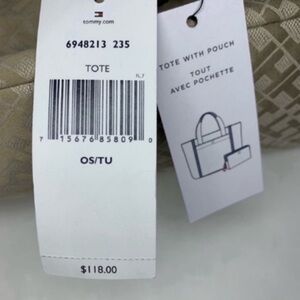 tommy.com
6948213 235
TOTE
FL7
7 15676 85809 0
OS/TU
$118.00
TOTE WITH POUCH
TOUT
AVEC POCHETTE